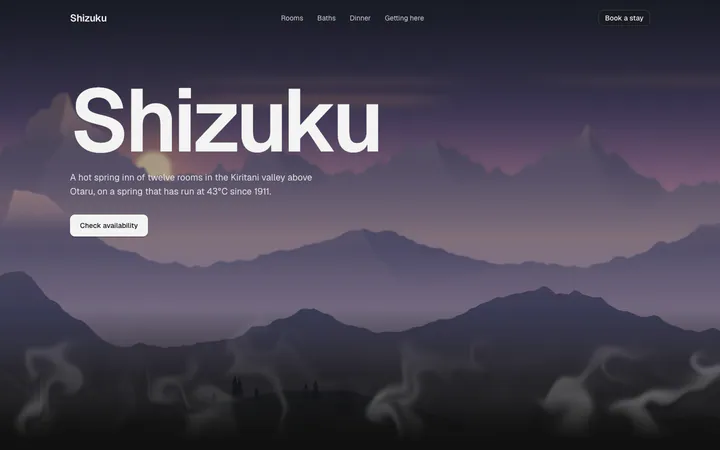 Shizuku
Rooms
Baths
Dinner
Getting here
Book a stay
Shizuku
A hot spring inn of twelve rooms in the Kiritani valley above
Otaru, on a spring that has run at 43°C since 1911.
Check availability